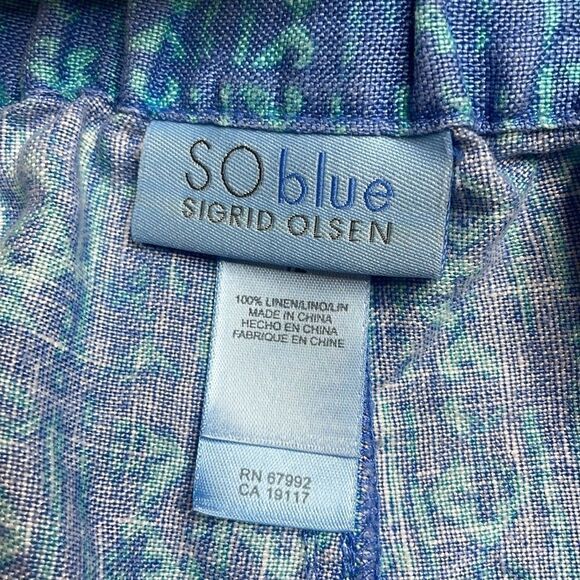 SO blue
SIGRID OLSEN
100% LINEN/LINO/LIN
MADE IN CHINA
HECHO EN CHINA
FABRIQUE EN CHINE
RN 67992
CA 19117